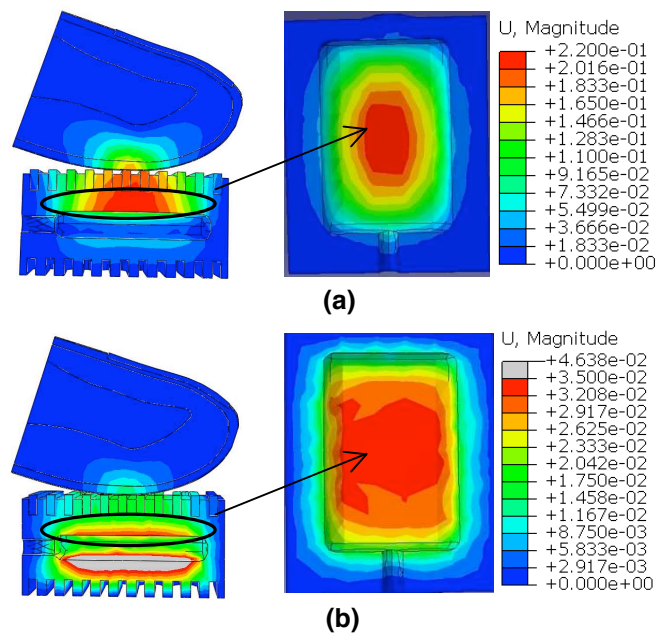 U, Magnitude
+2.200e-01
+2.016e-01
+1.833e-01
+1.650e-01
+1.466e-01
+1.283e-01
+1.100e-01
+9.165e-02
+7.332e-02
+5.499e-02
+3.666e-02
+1.833e-02
+0.000e+00
(a)
U, Magnitude
+4.638e-02
+3.500e-02
+3.208e-02
+2.917e-02
+2.625e-02
+2.333e-02
+2.042e-02
+1.750e-02
+1.458e-02
+1.167e-02
+8.750e-03
+5.833e-03
+2.917e-03
+0.000e+00
(b)